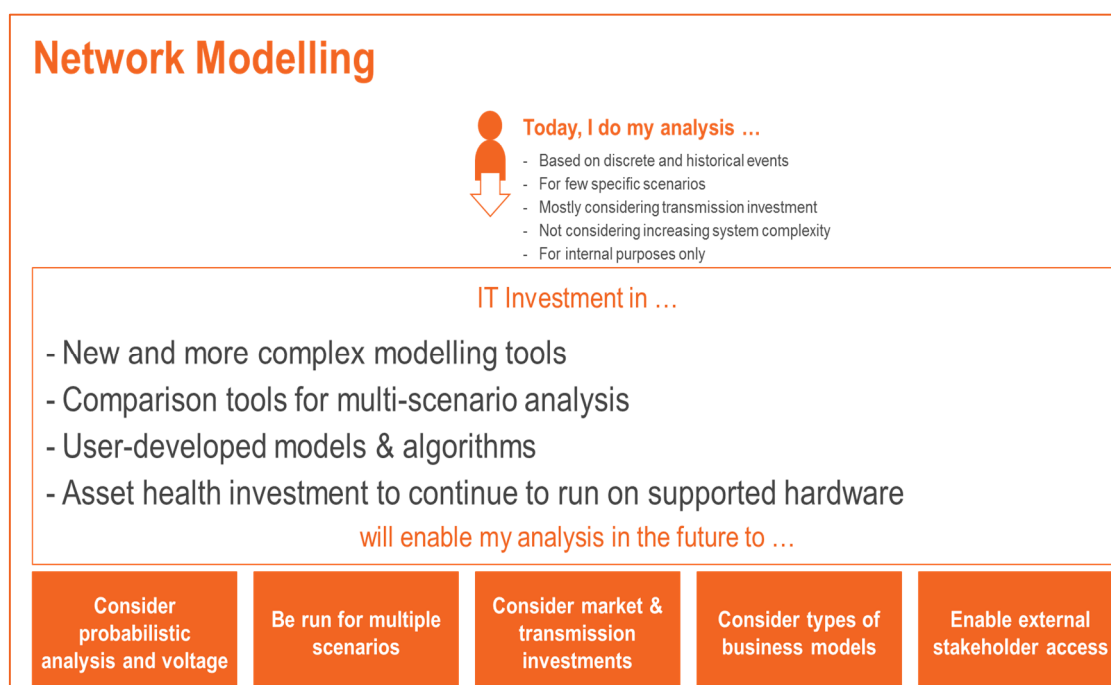 Network Modelling
Today, I do my analysis ...
- Based on discrete and historical events
- For few specific scenarios
- Mostly considering transmission investment
- Not considering increasing system complexity
- For internal purposes only
IT Investment in ...
- New and more complex modelling tools
- Comparison tools for multi-scenario analysis
- User-developed models & algorithms
- Asset health investment to continue to run on supported hardware
will enable my analysis in the future to ...
Consider
probabilistic
analysis and voltage
Be run for multiple
scenarios
Consider market &
transmission
investments
Consider types of
business models
Enable external
stakeholder access